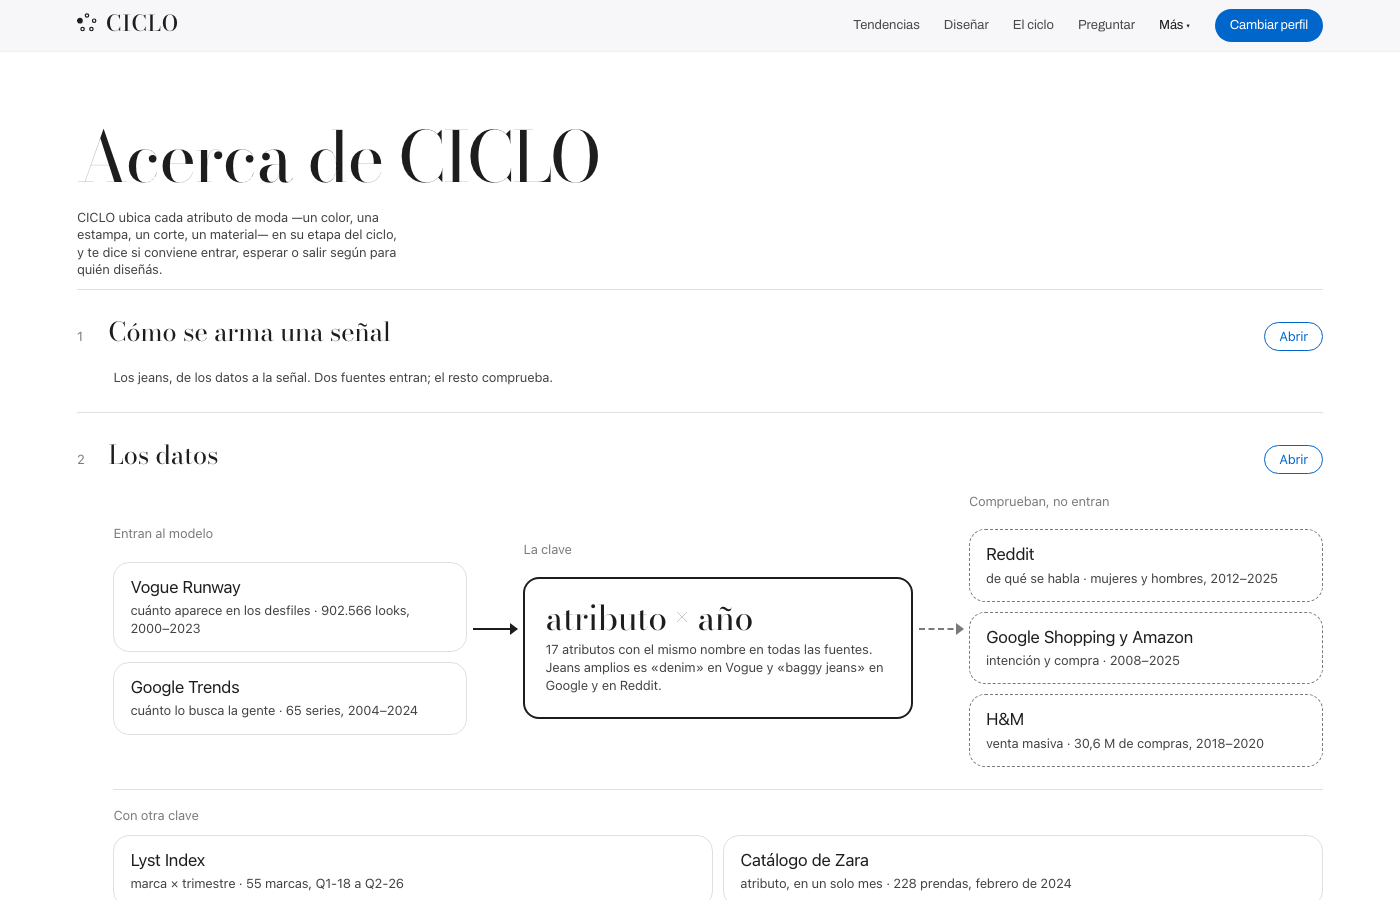 CICLO
Tendencias
Diseñar
El ciclo
Preguntar
Más
Cambiar perfil
Acerca de CICLO
CICLO ubica cada atributo de moda —un color, una
estampa, un corte, un material— en su etapa del ciclo,
y te dice si conviene entrar, esperar o salir según para
quién diseñás.
1
Cómo se arma una señal
Abrir
Los jeans, de los datos a la señal. Dos fuentes entran; el resto comprueba.
2
Los datos
Abrir
Entran al modelo
Vogue Runway
cuánto aparece en los desfiles · 902.566 looks,
2000–2023
Google Trends
cuánto lo busca la gente · 65 series, 2004–2024
La clave
atributo × año
17 atributos con el mismo nombre en todas las fuentes.
Jeans amplios es «denim» en Vogue y «baggy jeans» en
Google y en Reddit.
Comprueban, no entran
Reddit
de qué se habla · mujeres y hombres, 2012–2025
Google Shopping y Amazon
intención y compra · 2008–2025
H&M
venta masiva · 30,6 M de compras, 2018–2020
Con otra clave
Lyst Index
marca × trimestre · 55 marcas, Q1-18 a Q2-26
Catálogo de Zara
atributo, en un solo mes · 228 prendas, febrero de 2024